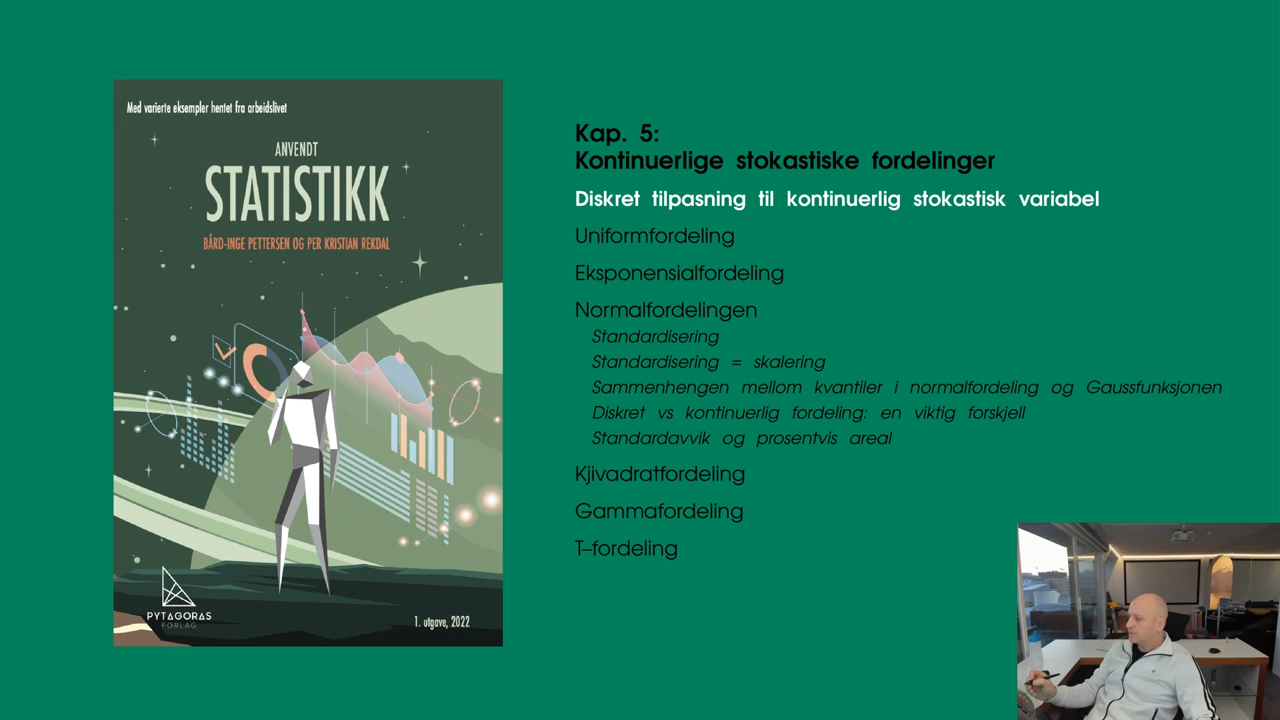 Med varierte eksempler hentet fra arbeidslivet
ANVENDT
STATISTIKK
BÅRD-INGE PETTERSEN OG PER KRISTIAN REKDAL
PYTAGORAS
FORLAG
1. utgave, 2022
Kap. 5:
Kontinuerlige stokastiske fordelinger
Diskret tilpasning til kontinuerlig stokastisk variabel
Uniformfordeling
Eksponensialfordeling
Normalfordelingen
Standardisering
Standardisering = skalering
Sammenhengen mellom kvantiler i normalfordeling og Gaussfunksjonen
Diskret vs kontinuerlig fordeling: en viktig forskjell
Standardavvik og prosentvis areal
Kjivadratfordeling
Gammafordeling
T–fordeling